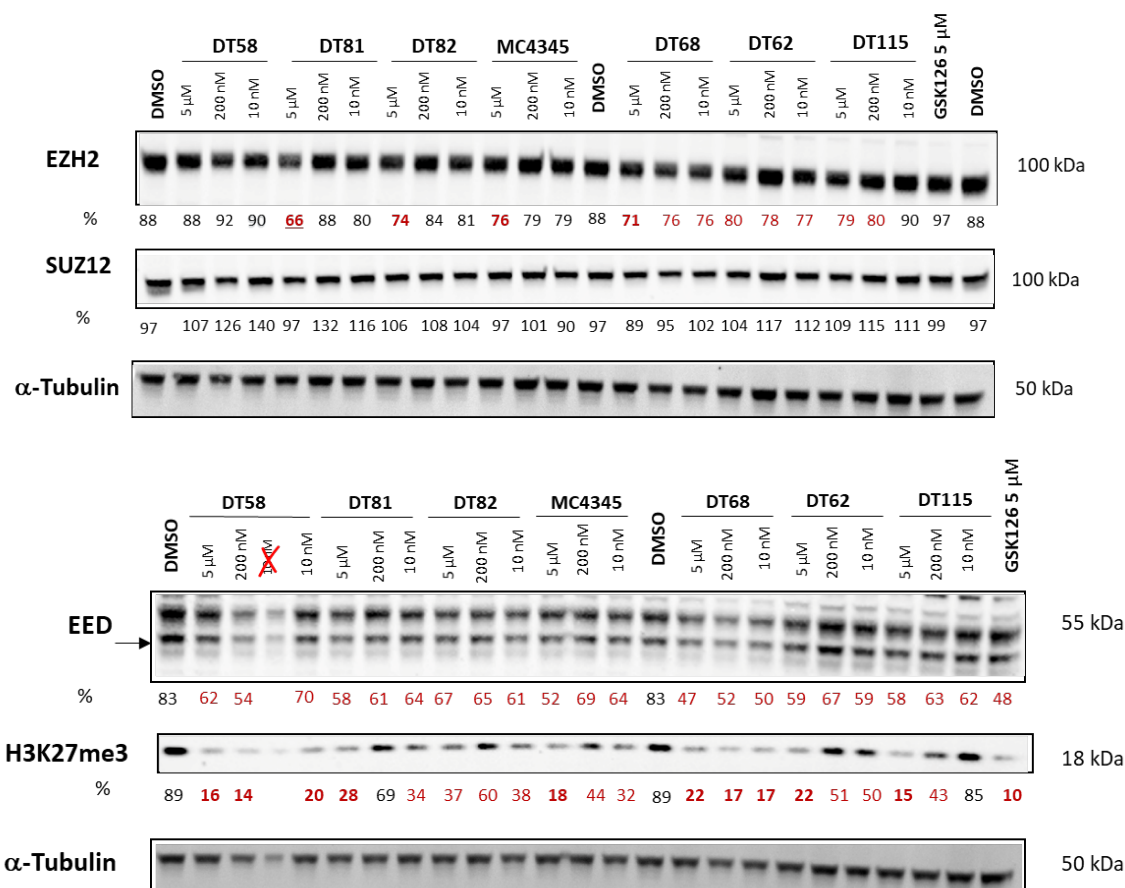 DT58 DT81 DT82 MC4345 DT68 DT62 DT115
DMSO 5 µM 200 nM 10 nM 5 µM 200 nM 10 nM 5 µM 200 nM 10 nM 5 µM 200 nM 10 nM DMSO 5 µM 200 nM 10 nM 5 µM 200 nM 10 nM 5 µM 200 nM 10 nM GSK126 5 µM DMSO
EZH2 100 kDa
% 88 88 92 90 66 88 80 74 84 81 76 79 79 88 71 76 76 80 78 77 79 80 90 97 88
SUZ12 100 kDa
% 97 107 126 140 97 132 116 106 108 104 97 101 90 97 89 95 102 104 117 112 109 115 111 99 97
α-Tubulin 50 kDa
DT58 DT81 DT82 MC4345 DT68 DT62 DT115
DMSO 5 µM 200 nM 10 nM 10 nM 5 µM 200 nM 10 nM 5 µM 200 nM 10 nM 5 µM 200 nM 10 nM DMSO 5 µM 200 nM 10 nM 5 µM 200 nM 10 nM 5 µM 200 nM 10 nM GSK126 5 µM
EED 55 kDa
% 83 62 54 70 58 61 64 67 65 61 52 69 64 83 47 52 50 59 67 59 58 63 62 48
H3K27me3 18 kDa
% 89 16 14 20 28 69 34 37 60 38 18 44 32 89 22 17 17 22 51 50 15 43 85 10
α-Tubulin 50 kDa